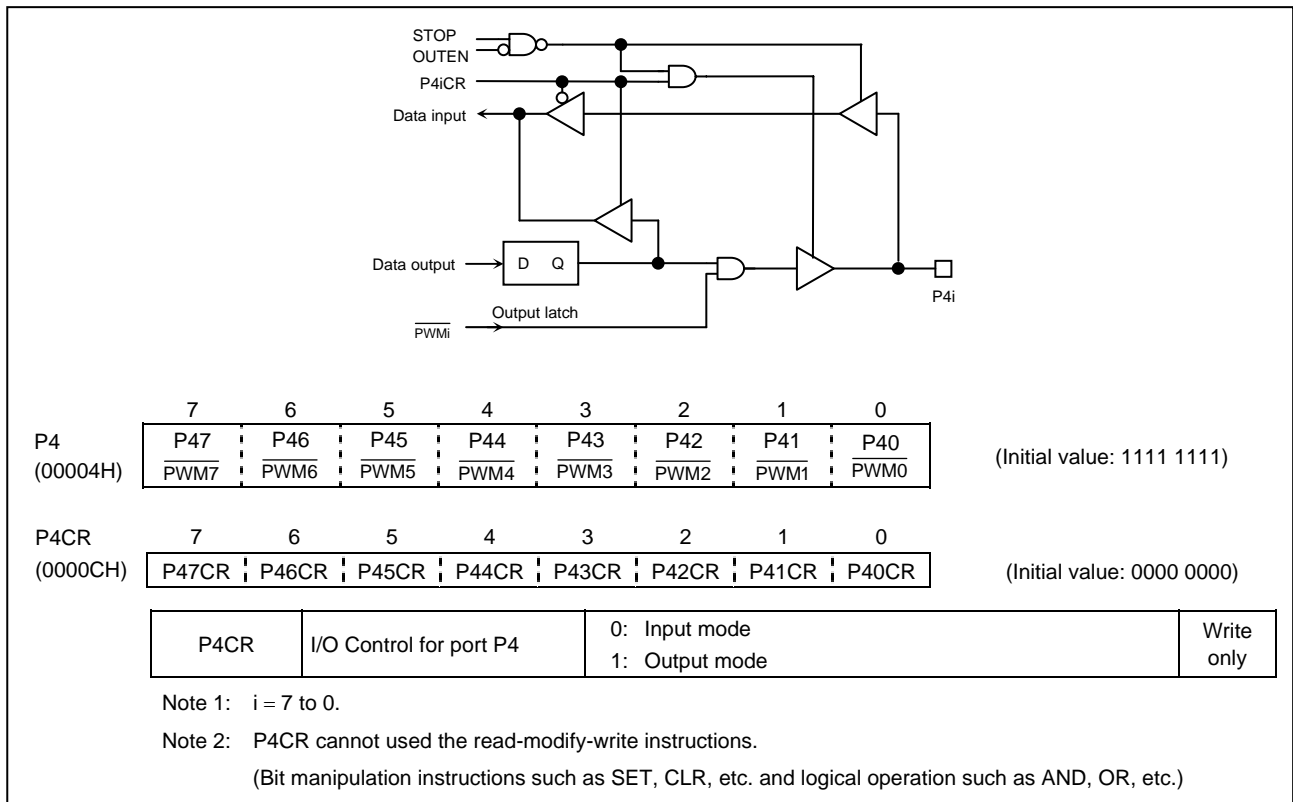 STOP
OUTEN
P4iCR
Data input
Data output
D Q
P4i
Output latch
PWMi
7 6 5 4 3 2 1 0
P4
(00004H)
P47 P46 P45 P44 P43 P42 P41 P40
PWM7 PWM6 PWM5 PWM4 PWM3 PWM2 PWM1 PWM0
(Initial value: 1111 1111)
P4CR
(0000CH)
7 6 5 4 3 2 1 0
P47CR P46CR P45CR P44CR P43CR P42CR P41CR P40CR
(Initial value: 0000 0000)
P4CR
I/O Control for port P4
0: Input mode
1: Output mode
Write
only
Note 1: i = 7 to 0.
Note 2: P4CR cannot used the read-modify-write instructions.
(Bit manipulation instructions such as SET, CLR, etc. and logical operation such as AND, OR, etc.)